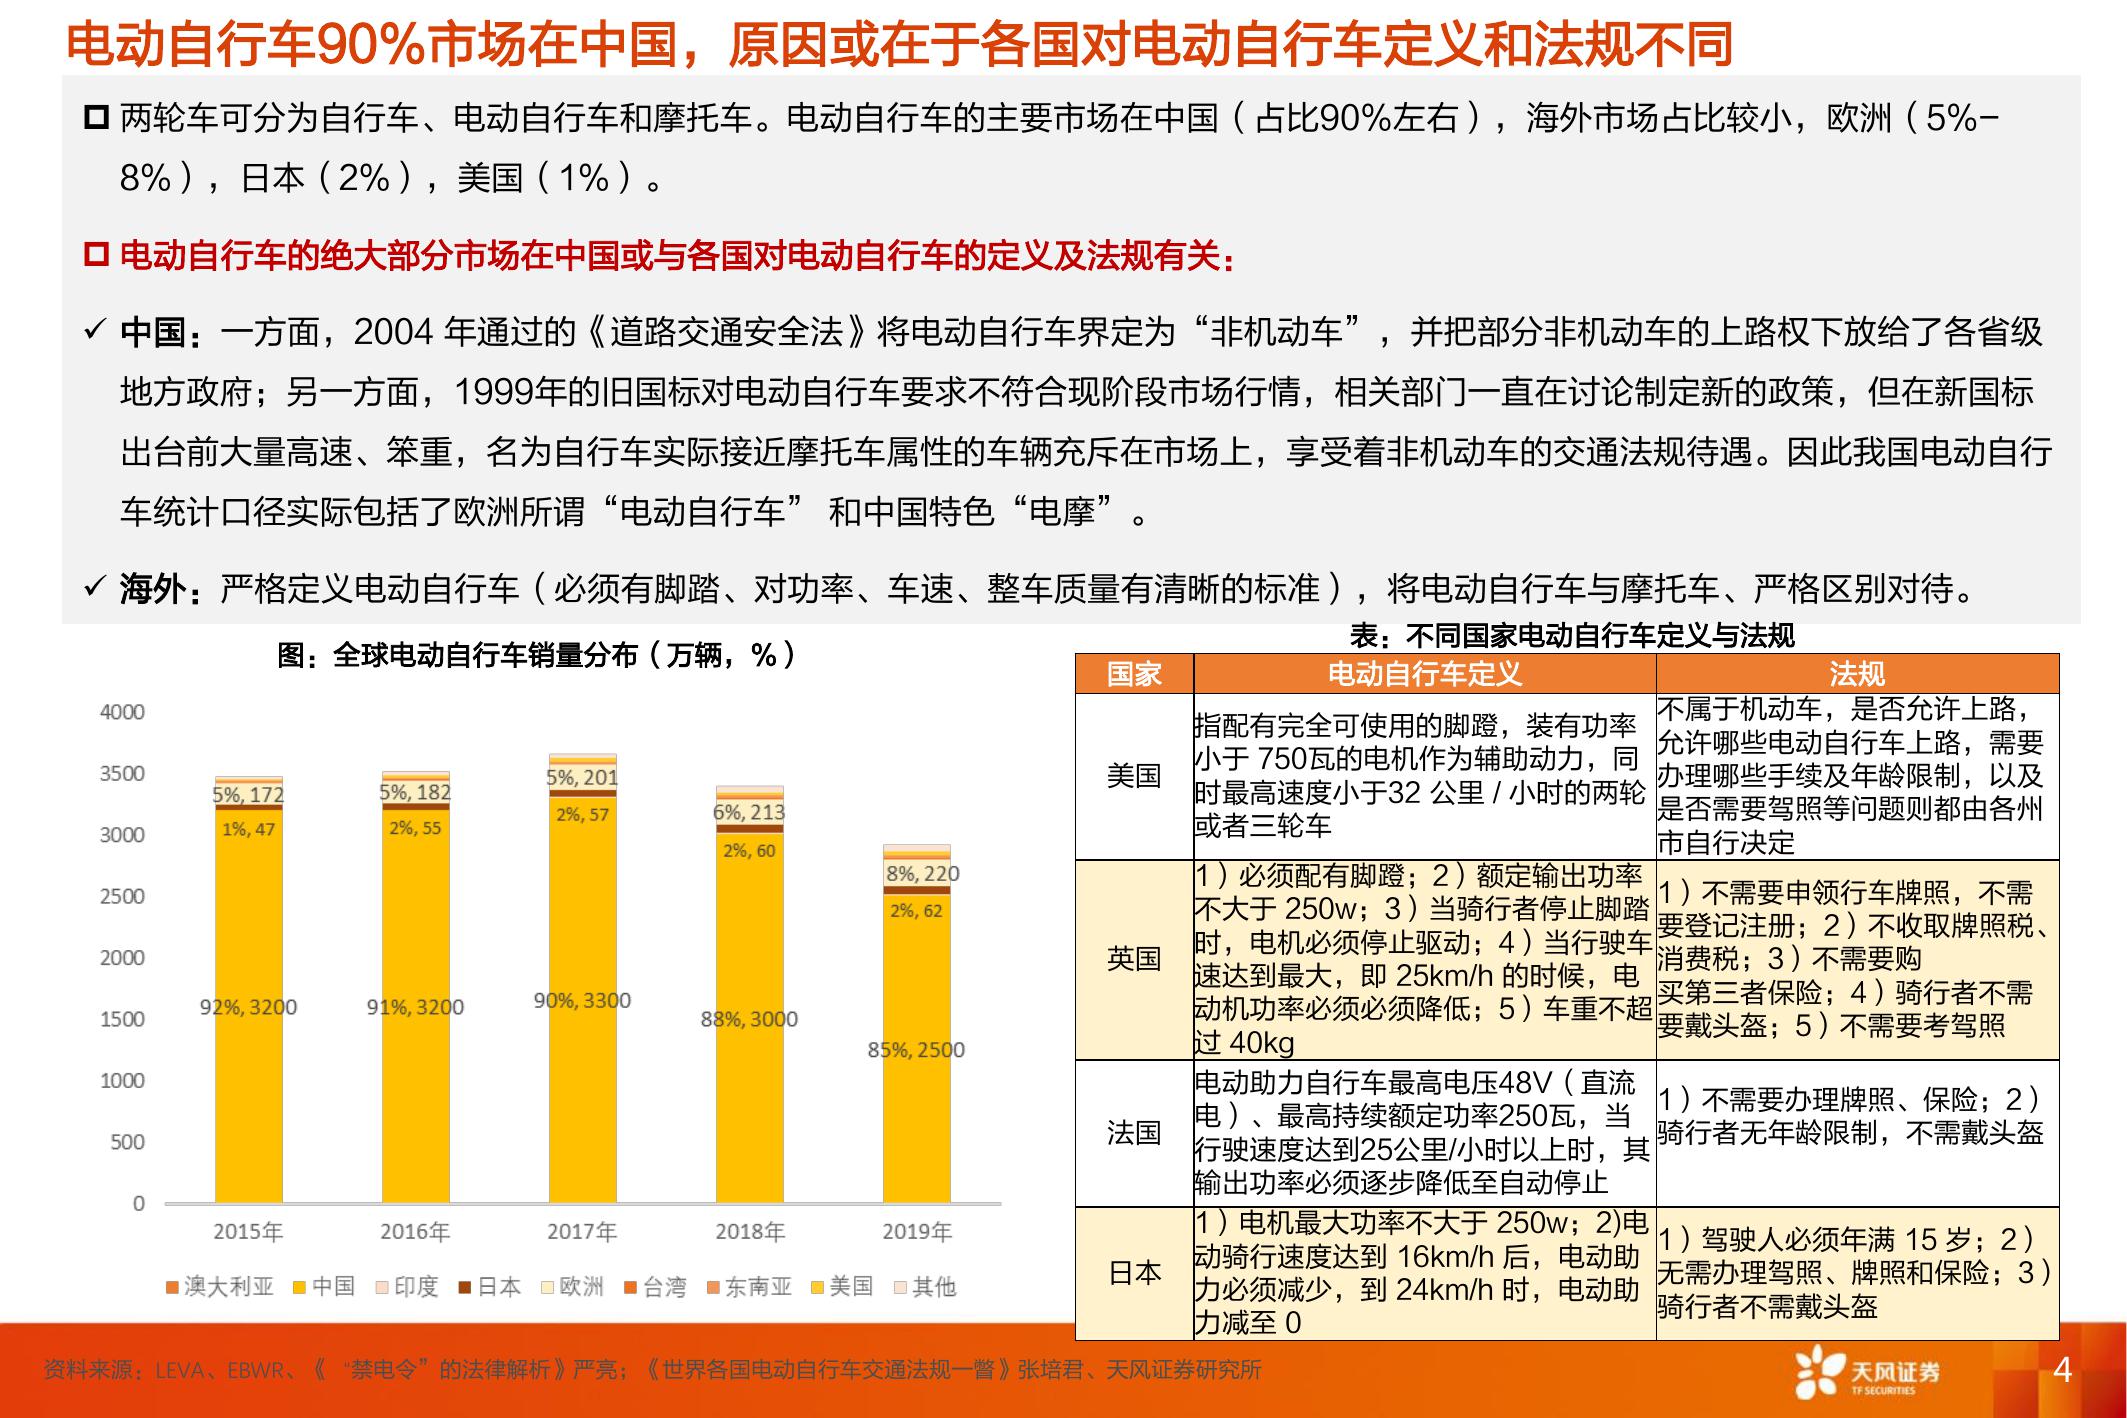 电动自行车90%市场在中国，原因或在于各国对电动自行车定义和法规不同
两轮车可分为自行车、电动自行车和摩托车。电动自行车的主要市场在中国（占比90%左右），海外市场占比较小，欧洲（5%-
8%），日本（2%），美国（1%）。
电动自行车的绝大部分市场在中国或与各国对电动自行车的定义及法规有关：
✓ 中国：一方面，2004 年通过的《道路交通安全法》将电动自行车界定为“非机动车”，并把部分非机动车的上路权下放给了各省级
地方政府；另一方面，1999年的旧国标对电动自行车要求不符合现阶段市场行情，相关部门一直在讨论制定新的政策，但在新国标
出台前大量高速、笨重，名为自行车实际接近摩托车属性的车辆充斥在市场上，享受着非机动车的交通法规待遇。因此我国电动自行
车统计口径实际包括了欧洲所谓“电动自行车” 和中国特色“电摩”。
✓ 海外：严格定义电动自行车（必须有脚踏、对功率、车速、整车质量有清晰的标准），将电动自行车与摩托车、严格区别对待。
图：全球电动自行车销量分布（万辆，%）
4000
3500
3000
2500
2000
1500
1000
500
0
5%, 172
1%, 47
92%, 3200
5%, 182
2%, 55
91%, 3200
5%, 201
2%, 57
90%, 3300
6%, 213
2%, 60
88%, 3000
8%, 220
2%, 62
85%, 2500
2015年 2016年 2017年 2018年 2019年
澳大利亚 中国 印度 日本 欧洲 台湾 东南亚 美国 其他
表：不同国家电动自行车定义与法规
国家 电动自行车定义 法规
美国
指配有完全可使用的脚蹬，装有功率
小于 750瓦的电机作为辅助动力，同
时最高速度小于32 公里 / 小时的两轮
或者三轮车
不属于机动车，是否允许上路，
允许哪些电动自行车上路，需要
办理哪些手续及年龄限制，以及
是否需要驾照等问题则都由各州
市自行决定
英国
1）必须配有脚蹬；2）额定输出功率
不大于 250w；3）当骑行者停止脚踏
时，电机必须停止驱动；4）当行驶车
速达到最大，即 25km/h 的时候，电
动机功率必须必须降低；5）车重不超
过 40kg
1）不需要申领行车牌照，不需
要登记注册；2）不收取牌照税、
消费税；3）不需要购
买第三者保险；4）骑行者不需
要戴头盔；5）不需要考驾照
法国
电动助力自行车最高电压48V（直流
电）、最高持续额定功率250瓦，当
行驶速度达到25公里/小时以上时，其
输出功率必须逐步降低至自动停止
1）不需要办理牌照、保险；2）
骑行者无年龄限制，不需戴头盔
日本
1）电机最大功率不大于 250w；2)电
动骑行速度达到 16km/h 后，电动助
力必须减少，到 24km/h 时，电动助
力减至 0
1）驾驶人必须年满 15 岁；2）
无需办理驾照、牌照和保险；3）
骑行者不需戴头盔
资料来源：LEVA、EBWR、《 “禁电令”的法律解析》严亮；《世界各国电动自行车交通法规一瞥》张培君、天风证券研究所
天风证券
TF SECURITIES
4